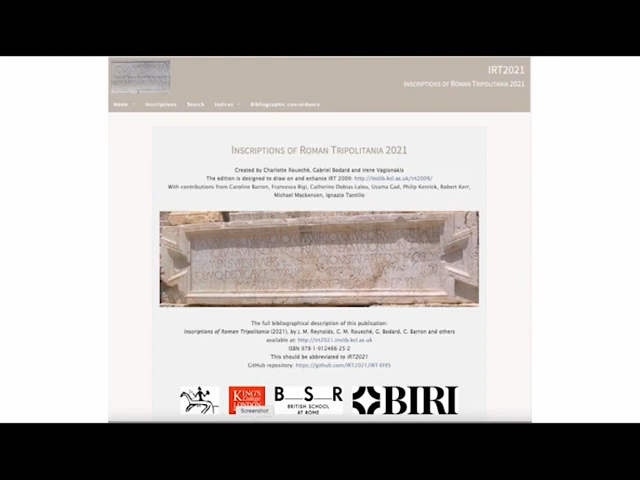 IRT2021
INSCRIPTIONS OF ROMAN TRIPOLITANIA 2021
Home Inscriptions Search Indices Bibliographic concordance
INSCRIPTIONS OF ROMAN TRIPOLITANIA 2021
Created by Charlotte Roueché, Gabriel Bodard and Irene Vagionakis
The edition is designed to draw on and enhance IRT 2009: http://inslib.kcl.ac.uk/irt2009/
With contributions from Caroline Barron, Francesca Bigi, Catherine Dobias-Lalou, Usama Gad, Philip Kenrick, Robert Kerr,
Michael Mackensen, Ignazio Tantillo
The full bibliographical description of this publication:
Inscriptions of Roman Tripolitania (2021), by J. M. Reynolds, C. M. Roueché, G. Bodard, C. Barron and others
available at: http://irt2021.inslib.kcl.ac.uk
ISBN 978-1-912466-25-2
This should be abbreviated to IRT2021
GitHub repository: https://github.com/IRT2021/IRT-EFES
KING'S
College
LONDON
Screenshot
B S R
BRITISH SCHOOL
AT ROME
BIRI